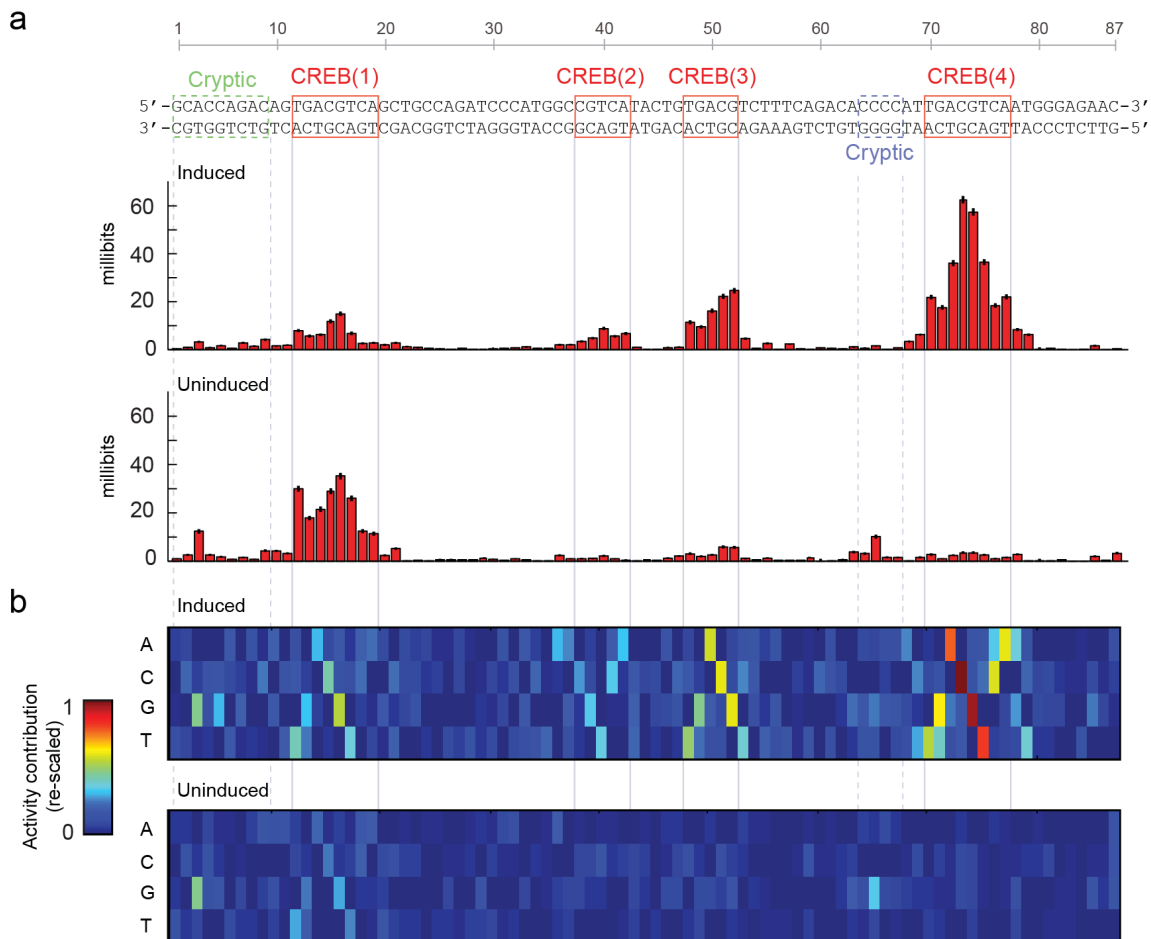 a
1 10 20 30 40 50 60 70 80 87
Cryptic CREB(1) CREB(2) CREB(3) CREB(4)
5’-GCACCAGACAGTGACGTCAGCTGCCAGATCCCATGGCCGTCATACTGTGACGTCTTTCAGACACCCCATTGACGTCAATGGGAGAAC-3’
3’-CGTGGTCTGTCACTGCAGTCGACGGTCTAGGGTACCGGCAGTATGACACTGCAGAAAGTCTGTGGGGTAACTGCAGTTACCCTCTTG-5’
Cryptic
Induced
millibits
60
40
20
0
Uninduced
millibits
60
40
20
0
b
Induced
A
C
G
T
Activity contribution
(re-scaled)
1
0
Uninduced
A
C
G
T